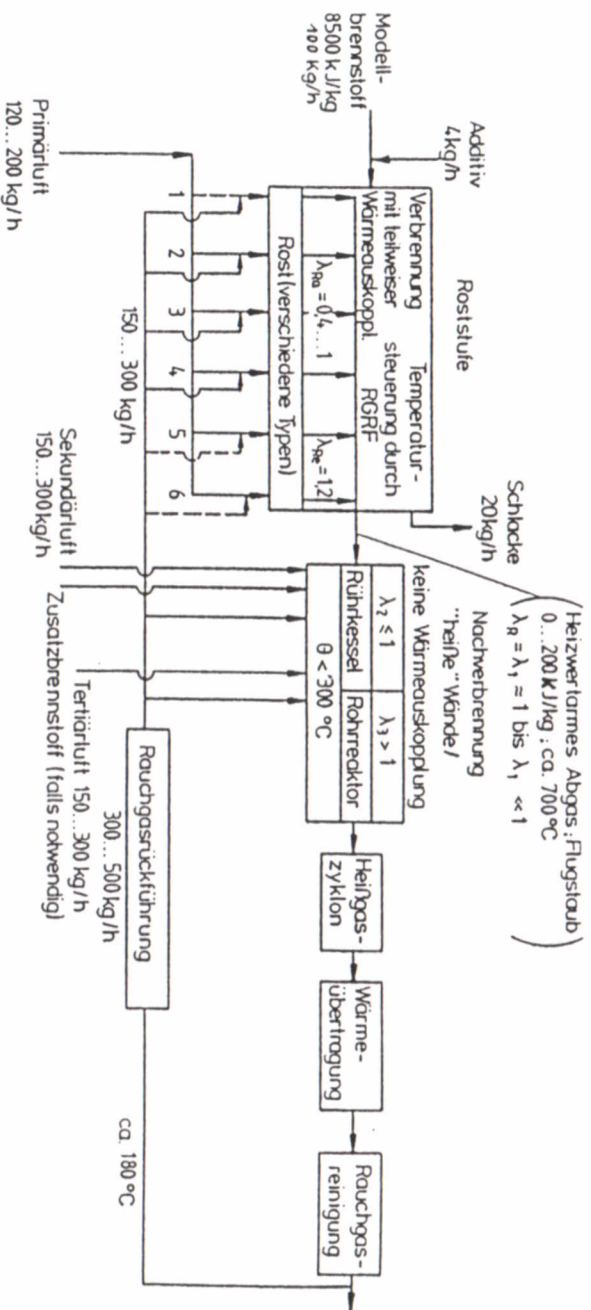 Modell-
brennstoff
8500 kJ/kg
100 Kg/h
Additiv
4kg/h
Roststufe
Verbrennung
mit teilweiser
Wärmeauskoppl.
Temperatur-
steuerung durch
RGRF
λRa = 0,4...1
λRe = 1,2
Rost (verschiedene Typen)
1
2
3
4
5
6
Primärluft
120... 200 kg/h
150... 300 kg/h
Schlacke
20kg/h
Heizwertarmes Abgas; Flugstaub
0...200 kJ/kg; ca. 700°C
λR = λ1 ≈ 1 bis λ1 ≪ 1
Nachverbrennung
"heiße" Wände/
keine Wärmeauskopplung
λ2 ≤ 1
λ3 > 1
Rührkessel
Rohrreaktor
θ < 300 °C
Sekundärluft
150...300kg/h
Tertiärluft 150...300 kg/h
Zusatzbrennstoff (falls notwendig)
Rauchgasrückführung
300... 500 kg/h
Heißgas-
zyklon
Wärme-
übertragung
Rauchgas-
reinigung
ca. 180°C